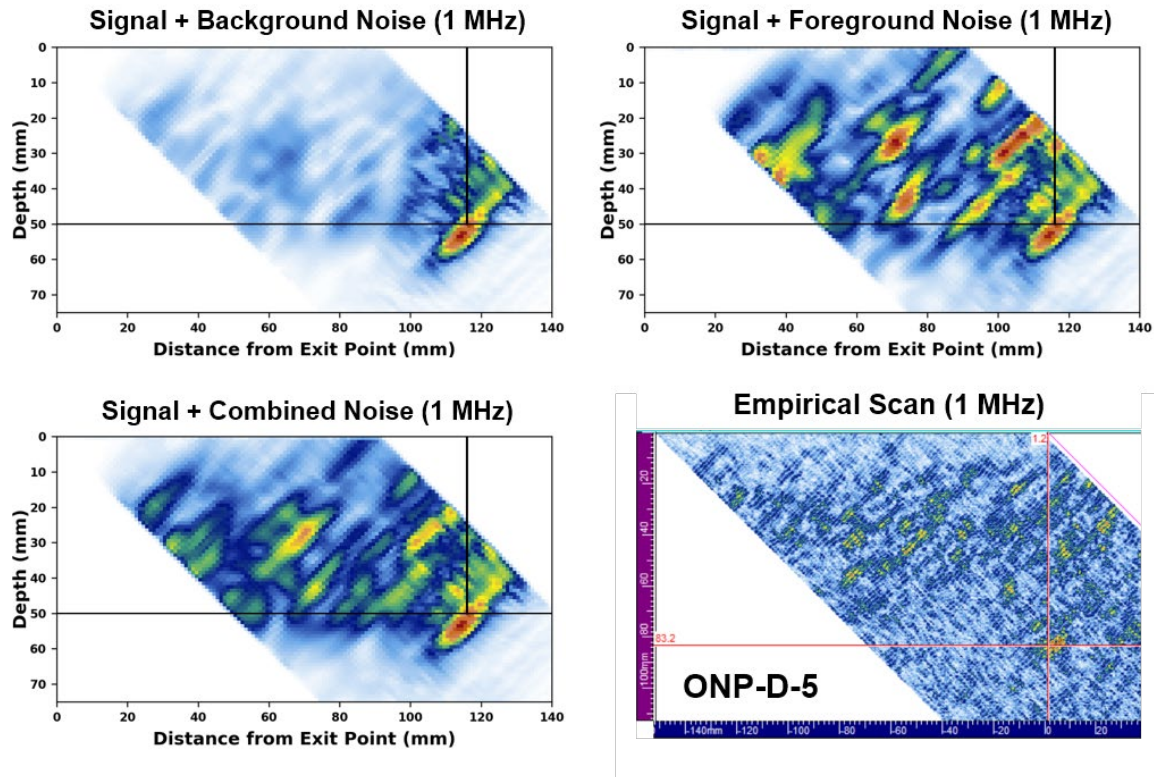 Signal + Background Noise (1 MHz)
Signal + Foreground Noise (1 MHz)
0
10
20
30
40
50
60
70
Depth (mm)
0 20 40 60 80 100 120 140
Distance from Exit Point (mm)
0
10
20
30
40
50
60
70
Depth (mm)
0 20 40 60 80 100 120 140
Distance from Exit Point (mm)
Signal + Combined Noise (1 MHz)
Empirical Scan (1 MHz)
0
10
20
30
40
50
60
70
Depth (mm)
0 20 40 60 80 100 120 140
Distance from Exit Point (mm)
1.2
|20
|40
|60
|80
|100mm
83.2
ONP-D-5
|-140mm |-120 |-100 |-80 |-60 |-40 |-20 |0 |20